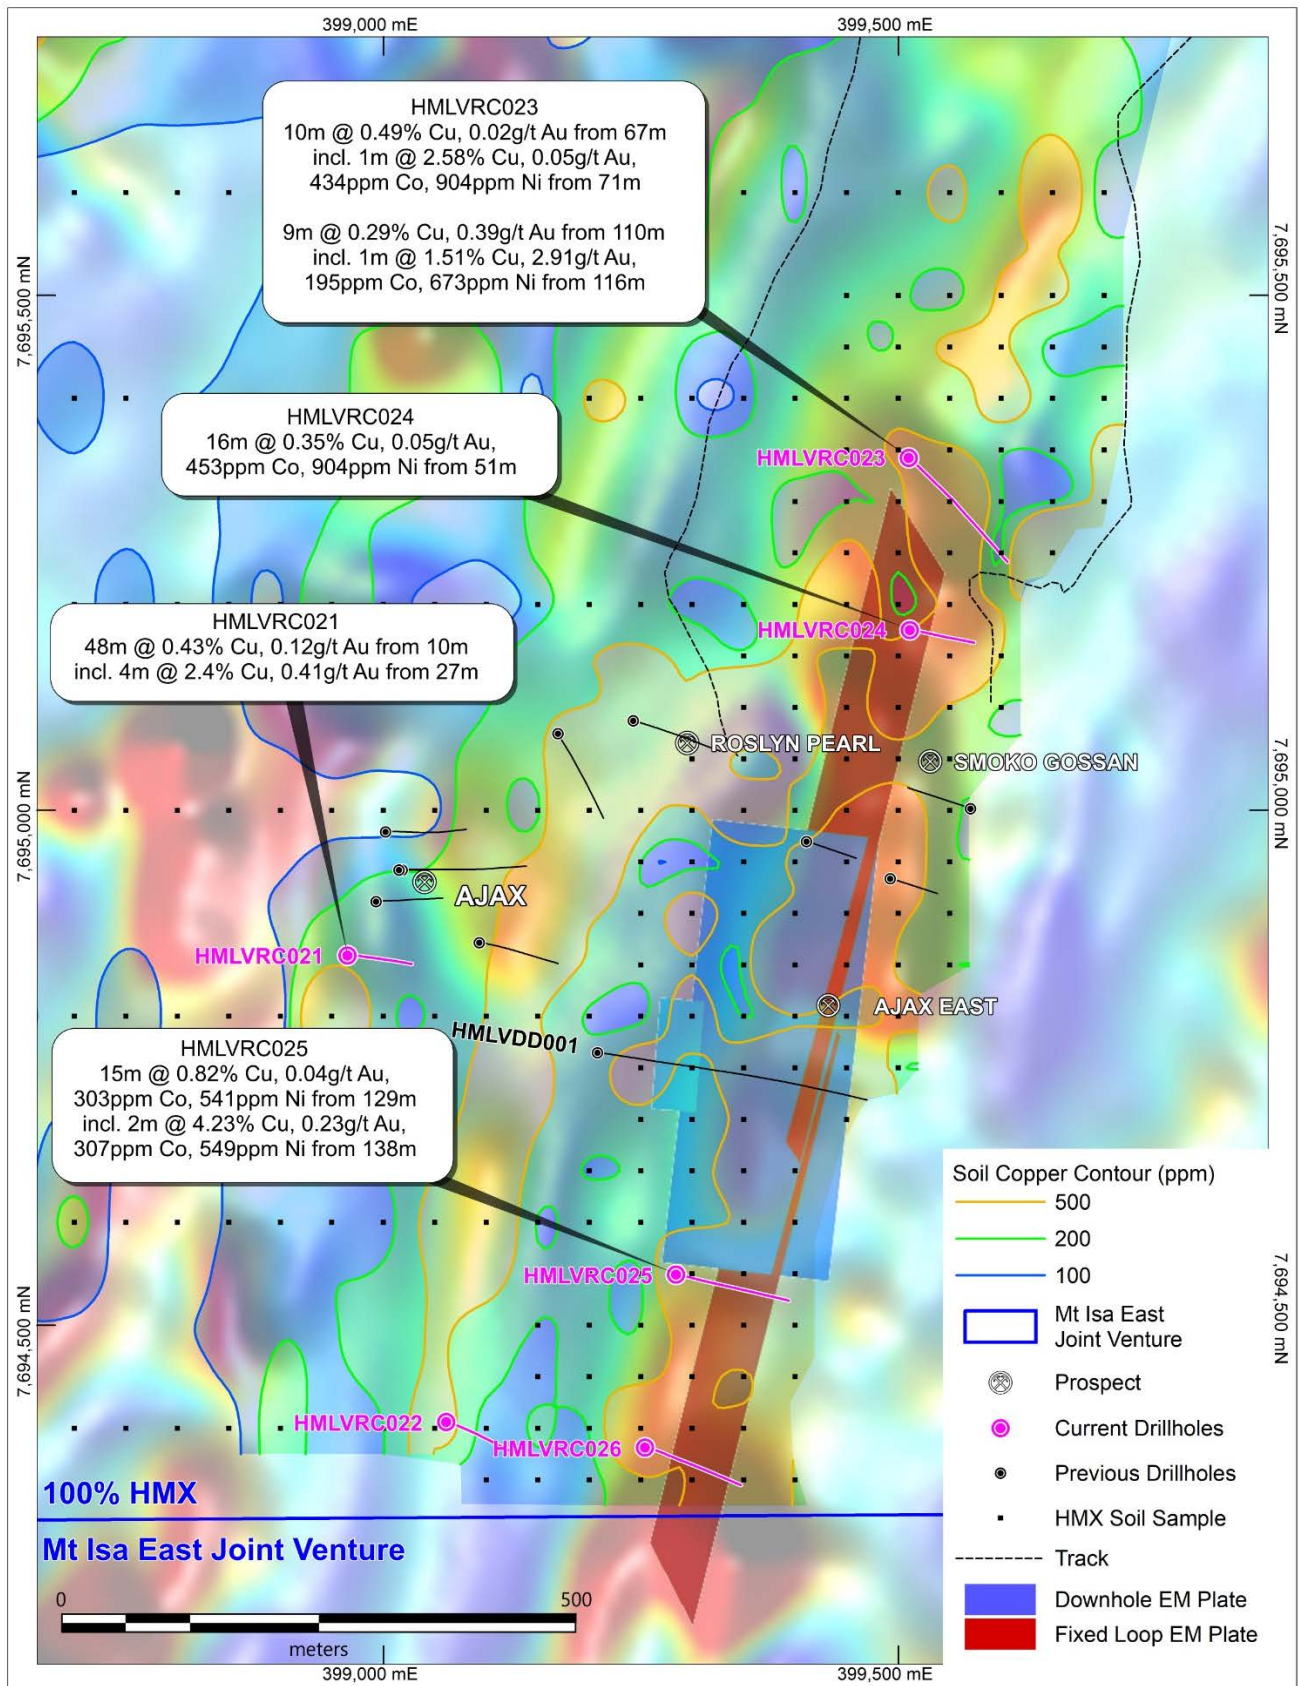 399,000 mE
399,500 mE
HMLVRC023
10m @ 0.49% Cu, 0.02g/t Au from 67m
incl. 1m @ 2.58% Cu, 0.05g/t Au,
434ppm Co, 904ppm Ni from 71m
9m @ 0.29% Cu, 0.39g/t Au from 110m
incl. 1m @ 1.51% Cu, 2.91g/t Au,
195ppm Co, 673ppm Ni from 116m
7,695,500 mN
7,695,500 mN
HMLVRC024
16m @ 0.35% Cu, 0.05g/t Au,
453ppm Co, 904ppm Ni from 51m
HMLVRC023
HMLVRC021
48m @ 0.43% Cu, 0.12g/t Au from 10m
incl. 4m @ 2.4% Cu, 0.41g/t Au from 27m
HMLVRC024
ROSLYN PEARL
SMOKO GOSSAN
7,695,000 mN
7,695,000 mN
AJAX
HMLVRC021
AJAX EAST
HMLVDD001
HMLVRC025
15m @ 0.82% Cu, 0.04g/t Au,
303ppm Co, 541ppm Ni from 129m
incl. 2m @ 4.23% Cu, 0.23g/t Au,
307ppm Co, 549ppm Ni from 138m
HMLVRC025
7,694,500 mN
7,694,500 mN
HMLVRC022
HMLVRC026
100% HMX
Mt Isa East Joint Venture
0
500
meters
Soil Copper Contour (ppm)
500
200
100
Mt Isa East
Joint Venture
Prospect
Current Drillholes
Previous Drillholes
HMX Soil Sample
Track
Downhole EM Plate
Fixed Loop EM Plate
399,000 mE
399,500 mE